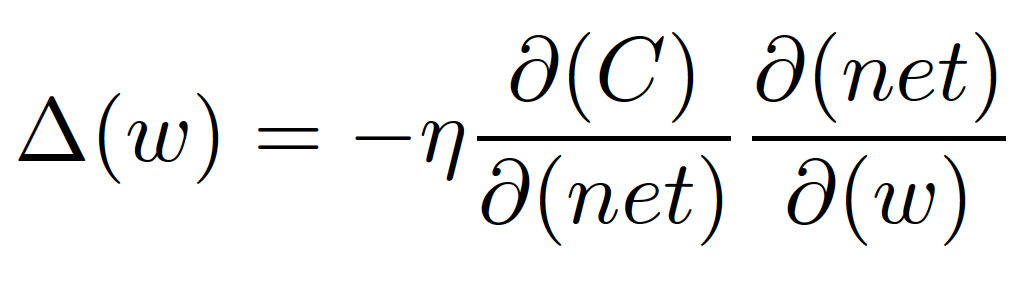 Δ(w) = −η ∂(C)/∂(net) ∂(net)/∂(w)